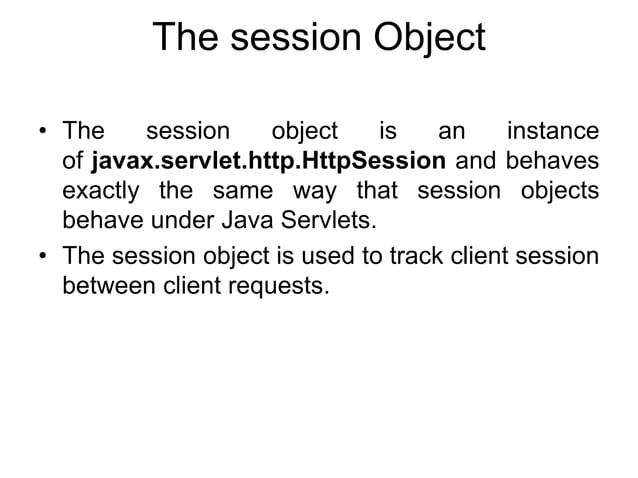 The session Object
• The session object is an instance
of javax.servlet.http.HttpSession and behaves
exactly the same way that session objects
behave under Java Servlets.
• The session object is used to track client session
between client requests.